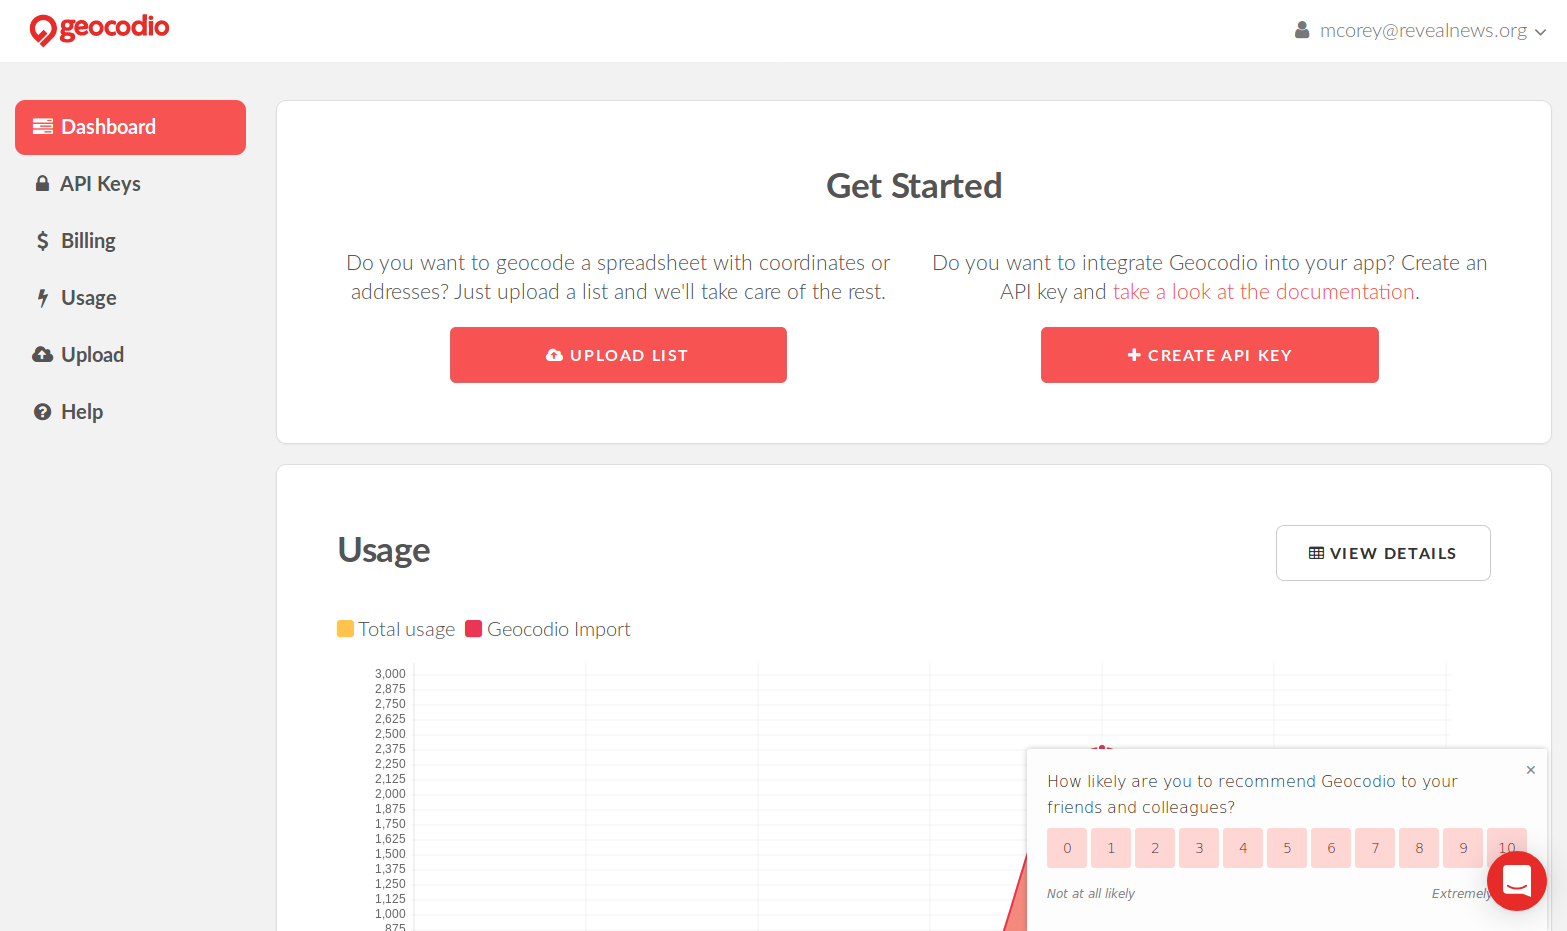 geocodio
mcorey@revealnews.org
Dashboard
API Keys
Billing
Usage
Upload
Help
Get Started
Do you want to geocode a spreadsheet with coordinates or
addresses? Just upload a list and we'll take care of the rest.
UPLOAD LIST
Do you want to integrate Geocodio into your app? Create an
API key and take a look at the documentation.
+ CREATE API KEY
Usage
VIEW DETAILS
Total usage Geocodio Import
3,000
2,875
2,750
2,625
2,500
2,375
2,250
2,125
2,000
1,875
1,750
1,625
1,500
1,375
1,250
1,125
1,000
875
How likely are you to recommend Geocodio to your
friends and colleagues?
0 1 2 3 4 5 6 7 8 9 10
Not at all likely Extremely